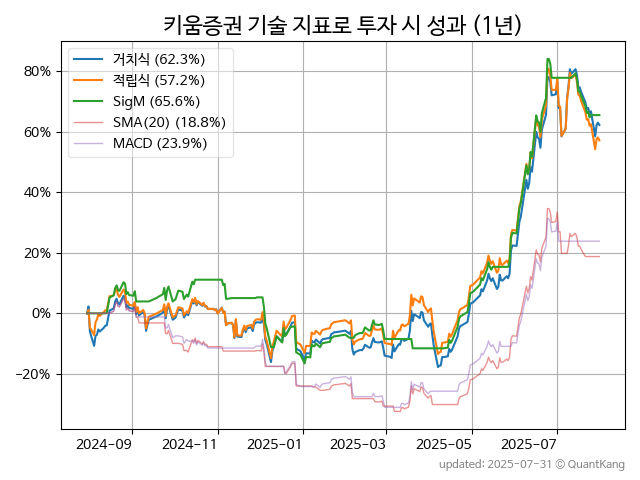 키움증권 기술 지표로 투자 시 성과 (1년)
거치식 (62.3%)
적립식 (57.2%)
SigM (65.6%)
SMA(20) (18.8%)
MACD (23.9%)
80%
60%
40%
20%
0%
−20%
2024-09 2024-11 2025-01 2025-03 2025-05 2025-07
updated: 2025-07-31 © QuantKang